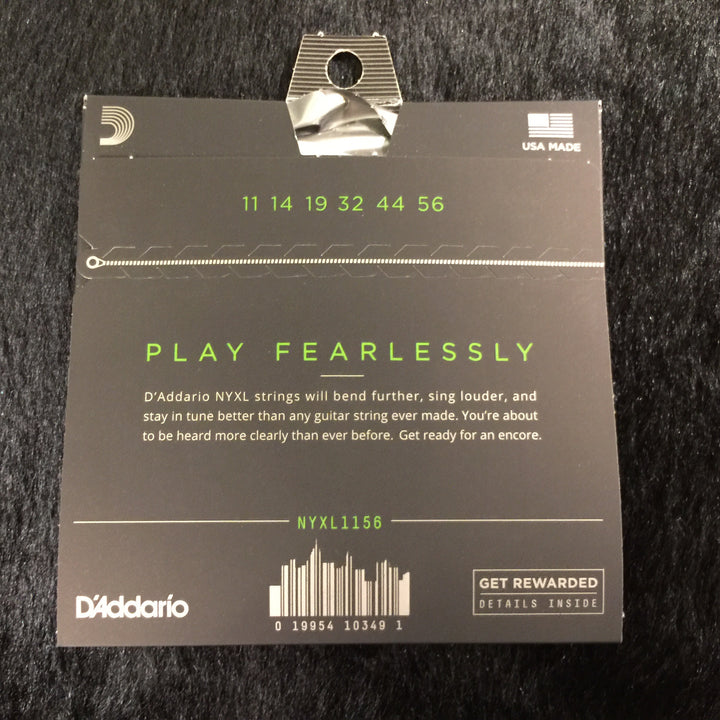 USA MADE
11 14 19 32 44 56
PLAY FEARLESSLY
D'Addario NYXL strings will bend further, sing louder, and
stay in tune better than any guitar string ever made. You're about
to be heard more clearly than ever before. Get ready for an encore.
NYXL1156
D'Addario
0 19954 10349 1
GET REWARDED
DETAILS INSIDE